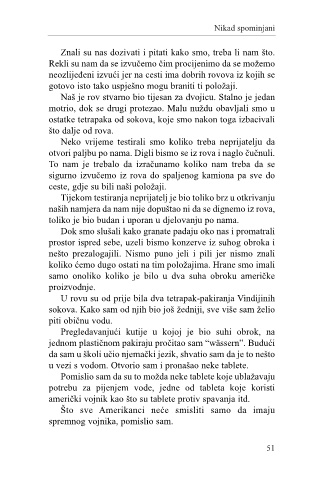 Nikad spominjani
Znali su nas dozivati i pitati kako smo, treba li nam što.
Rekli su nam da se izvučemo čim procijenimo da se možemo
neozlijeđeni izvući jer na cesti ima dobrih rovova iz kojih se
gotovo isto tako uspješno mogu braniti ti položaji.
Naš je rov stvarno bio tijesan za dvojicu. Stalno je jedan
motrio, dok se drugi protezao. Malu nuždu obavljali smo u
ostatke tetrapaka od sokova, koje smo nakon toga izbacivali
što dalje od rova.
Neko vrijeme testirali smo koliko treba neprijatelju da
otvori paljbu po nama. Digli bismo se iz rova i naglo čučnuli.
To nam je trebalo da izračunamo koliko nam treba da se
sigurno izvučemo iz rova do spaljenog kamiona pa sve do
ceste, gdje su bili naši položaji.
Tijekom testiranja neprijatelj je bio toliko brz u otkrivanju
naših namjera da nam nije dopuštao ni da se dignemo iz rova,
toliko je bio budan i uporan u djelovanju po nama.
Dok smo slušali kako granate padaju oko nas i promatrali
prostor ispred sebe, uzeli bismo konzerve iz suhog obroka i
nešto prezalogajili. Nismo puno jeli i pili jer nismo znali
koliko ćemo dugo ostati na tim položajima. Hrane smo imali
samo onoliko koliko je bilo u dva suha obroka američke
proizvodnje.
U rovu su od prije bila dva tetrapak-pakiranja Vindijinih
sokova. Kako sam od njih bio još žedniji, sve više sam želio
piti običnu vodu.
Pregledavanjući kutije u kojoj je bio suhi obrok, na
jednom plastičnom pakiraju pročitao sam “wässern”. Budući
da sam u školi učio njemački jezik, shvatio sam da je to nešto
u vezi s vodom. Otvorio sam i pronašao neke tablete.
Pomislio sam da su to možda neke tablete koje ublažavaju
potrebu za pijenjem vode, jedne od tableta koje koristi
američki vojnik kao što su tablete protiv spavanja itd.
Što sve Amerikanci neće smisliti samo da imaju
spremnog vojnika, pomislio sam.
51